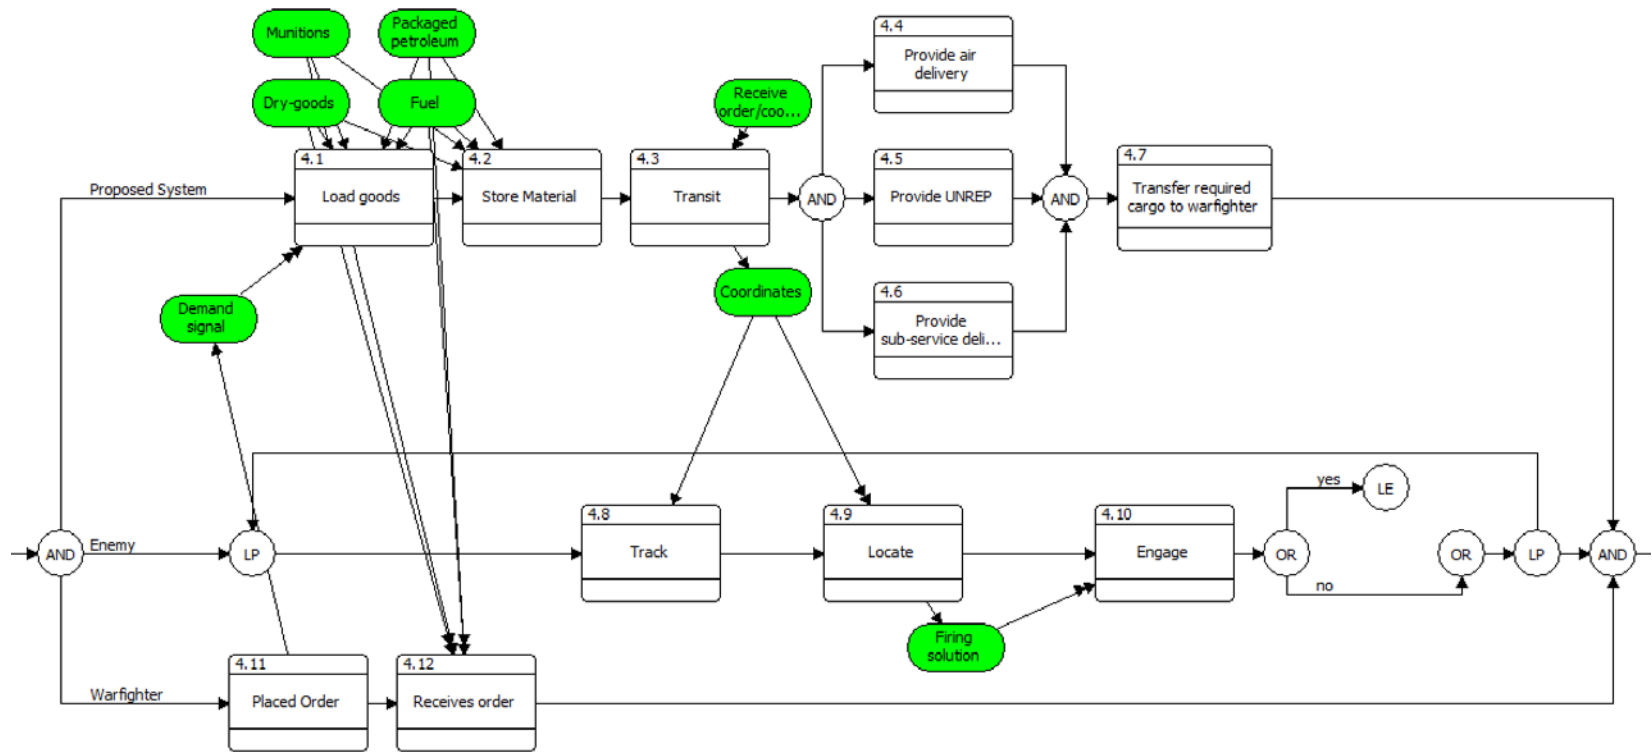 Munitions
Packaged
petroleum
Dry-goods
Fuel
Receive
order/coo...
4.4
Provide air
delivery
4.1
Load goods
4.2
Store Material
4.3
Transit
4.5
Provide UNREP
4.7
Transfer required
cargo to warfighter
Proposed System
AND
AND
Demand
signal
Coordinates
4.6
Provide
sub-service deli...
AND
Enemy
LP
4.8
Track
4.9
Locate
4.10
Engage
OR
yes
LE
no
OR
LP
AND
Firing
solution
Warfighter
4.11
Placed Order
4.12
Receives order